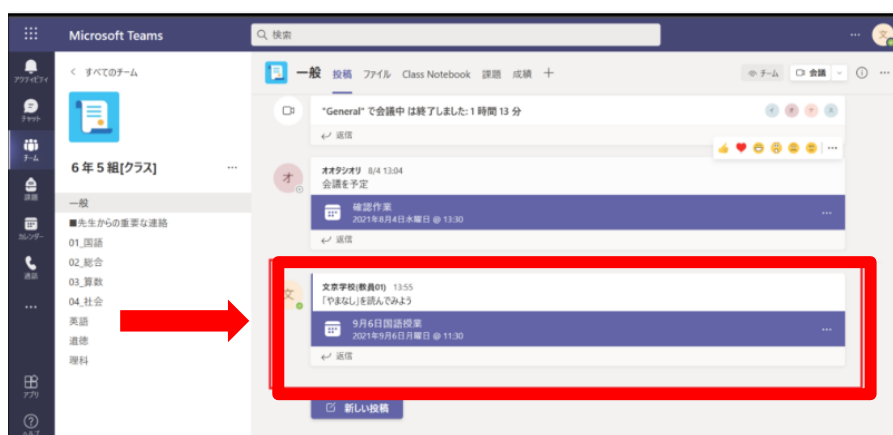 Microsoft Teams
検索
アクティビティ
チャット
チーム
課題
カレンダー
通話
アプリ
ヘルプ
すべてのチーム
6年5組[クラス]
一般
■先生からの重要な連絡
01_国語
02_総合
03_算数
04_社会
英語
道徳
理科
一般 投稿 ファイル Class Notebook 課題 成績
チーム 会議
"General" で会議中 は終了しました: 1 時間 13 分
返信
オ
オオタシオリ 8/4 13:04
会議を予定
確認作業
2021年8月4日水曜日 @ 13:30
返信
文
文京学校(教員01) 13:55
「やまなし」を読んでみよう
9月6日国語授業
2021年9月6日月曜日 @ 11:30
返信
新しい投稿